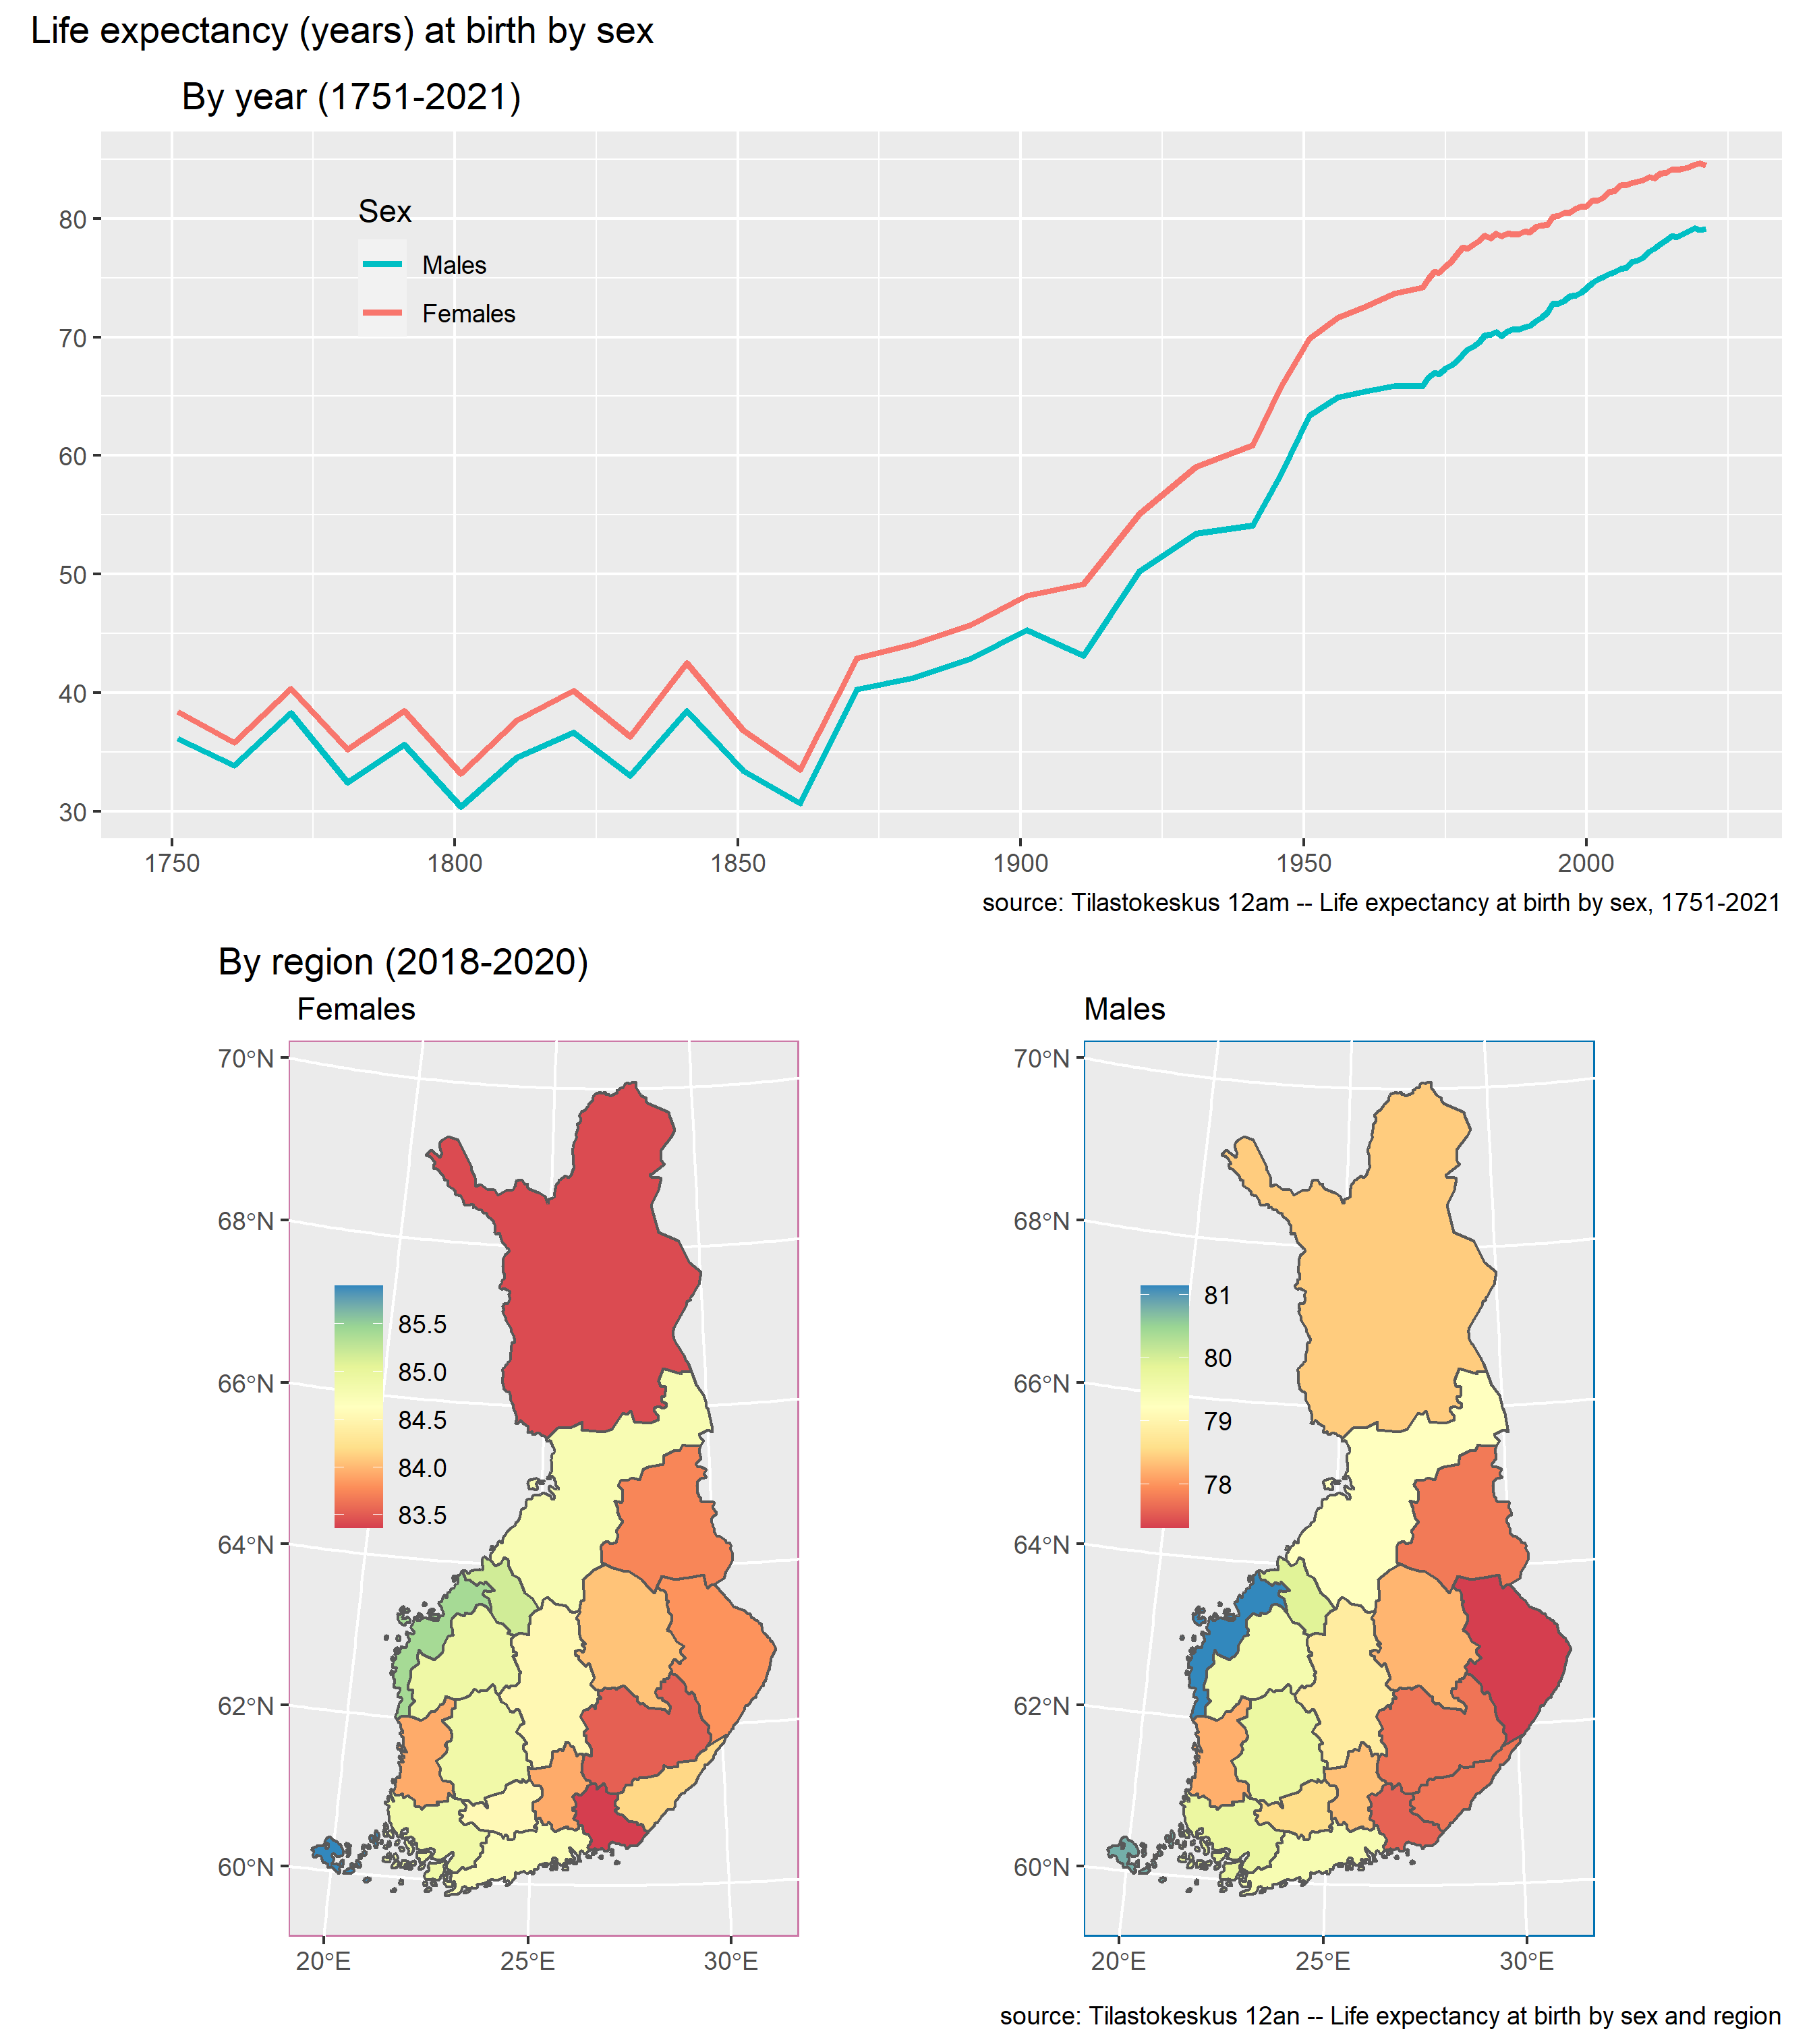 Life expectancy (years) at birth by sex
By year (1751-2021)
Sex
Males
Females
80
70
60
50
40
30
1750 1800 1850 1900 1950 2000
source: Tilastokeskus 12am -- Life expectancy at birth by sex, 1751-2021
By region (2018-2020)
Females
70°N
68°N
66°N
64°N
62°N
60°N
85.5
85.0
84.5
84.0
83.5
20°E 25°E 30°E
Males
70°N
68°N
66°N
64°N
62°N
60°N
81
80
79
78
20°E 25°E 30°E
source: Tilastokeskus 12an -- Life expectancy at birth by sex and region